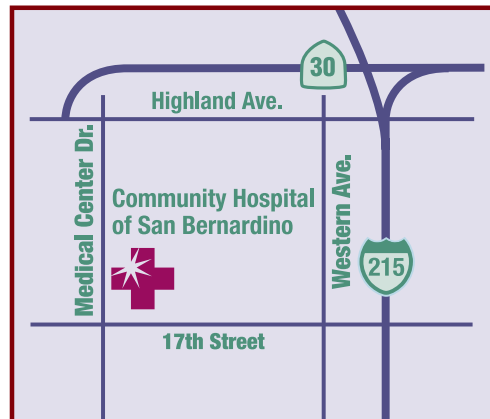 30
Highland Ave.
Medical Center Dr.
Community Hospital
of San Bernardino
Western Ave.
215
17th Street